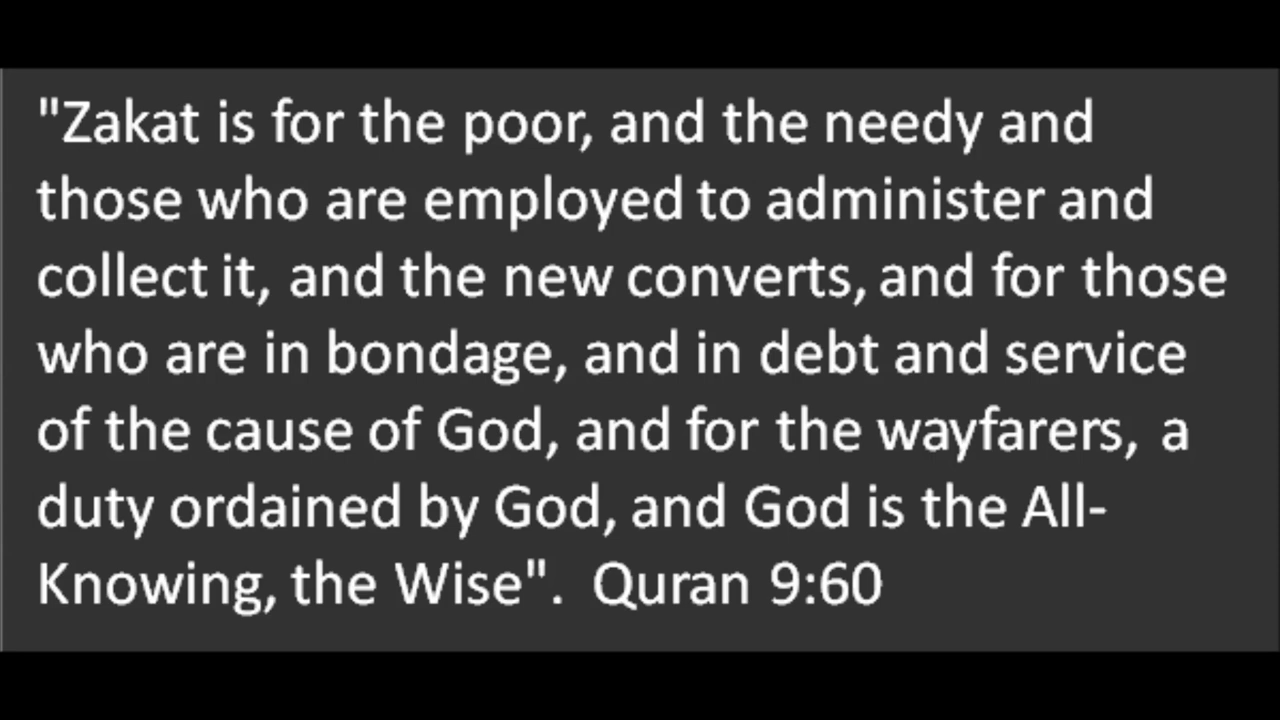 "Zakat is for the poor, and the needy and
those who are employed to administer and
collect it, and the new converts, and for those
who are in bondage, and in debt and service
of the cause of God, and for the wayfarers, a
duty ordained by God, and God is the All-
Knowing, the Wise". Quran 9:60